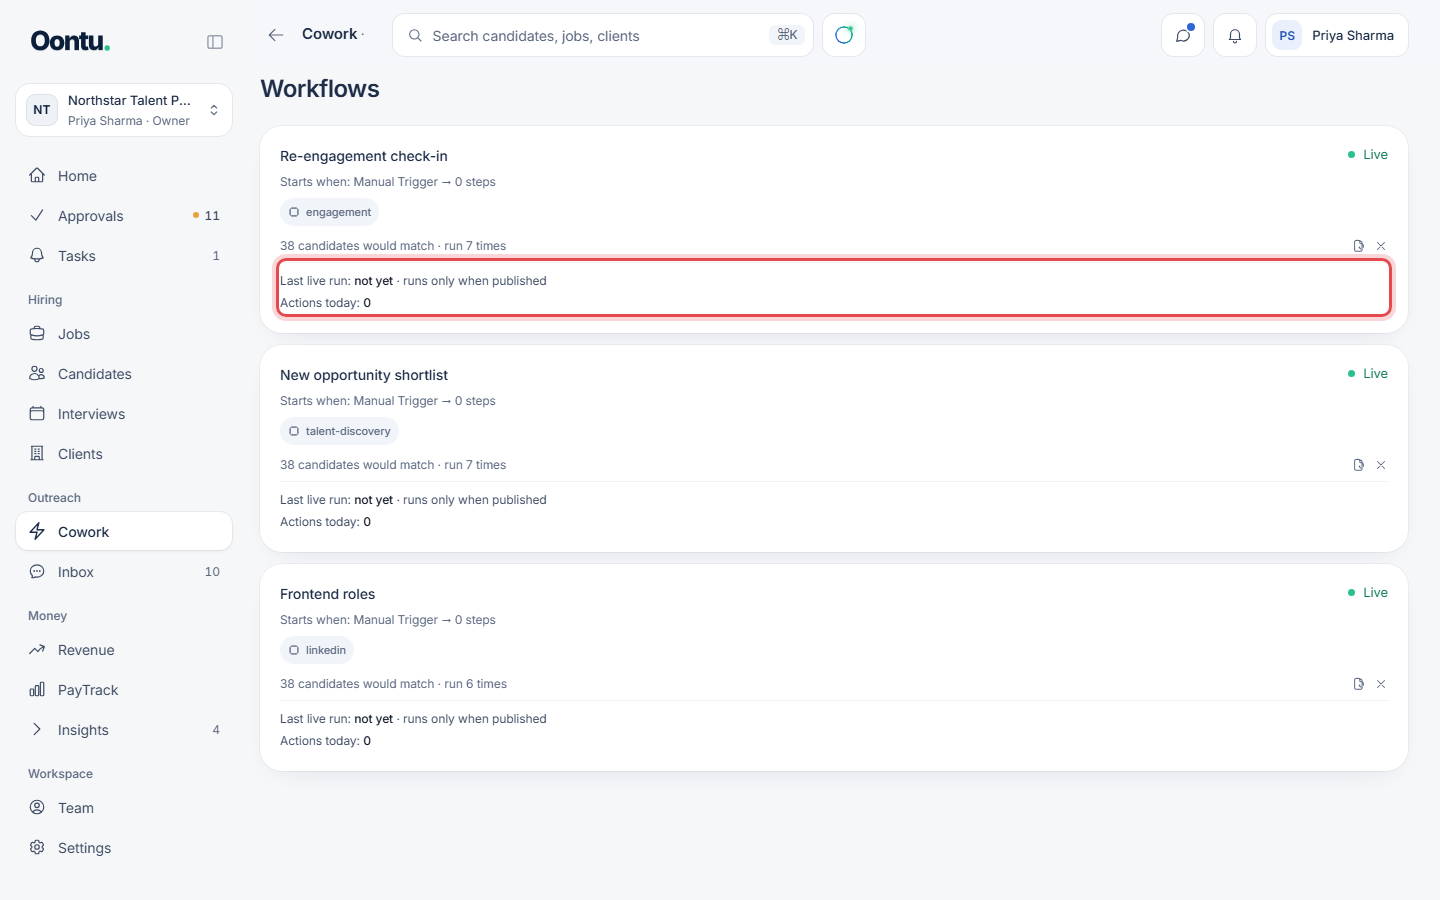 Oontu.
Cowork ·
Search candidates, jobs, clients
⌘K
PS
Priya Sharma
NT
Northstar Talent P...
Priya Sharma · Owner
Home
Approvals
11
Tasks
1
Hiring
Jobs
Candidates
Interviews
Clients
Outreach
Cowork
Inbox
10
Money
Revenue
PayTrack
Insights
4
Workspace
Team
Settings
Workflows
Re-engagement check-in
Live
Starts when: Manual Trigger → 0 steps
engagement
38 candidates would match · run 7 times
Last live run: not yet · runs only when published
Actions today: 0
New opportunity shortlist
Live
Starts when: Manual Trigger → 0 steps
talent-discovery
38 candidates would match · run 7 times
Last live run: not yet · runs only when published
Actions today: 0
Frontend roles
Live
Starts when: Manual Trigger → 0 steps
linkedin
38 candidates would match · run 6 times
Last live run: not yet · runs only when published
Actions today: 0